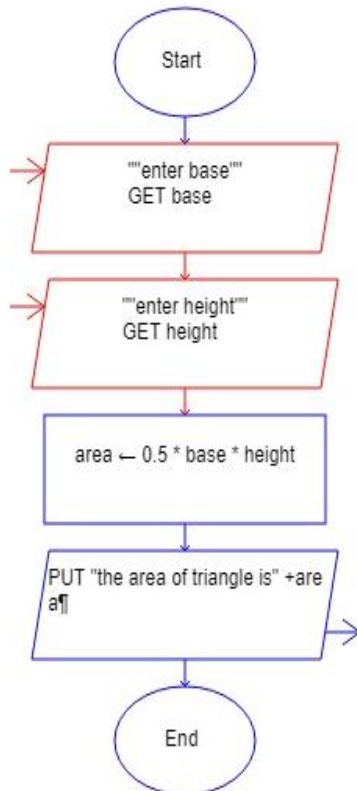 Start
""enter base""
GET base
""enter height""
GET height
area ← 0.5 * base * height
PUT "the area of triangle is" +are
a¶
End